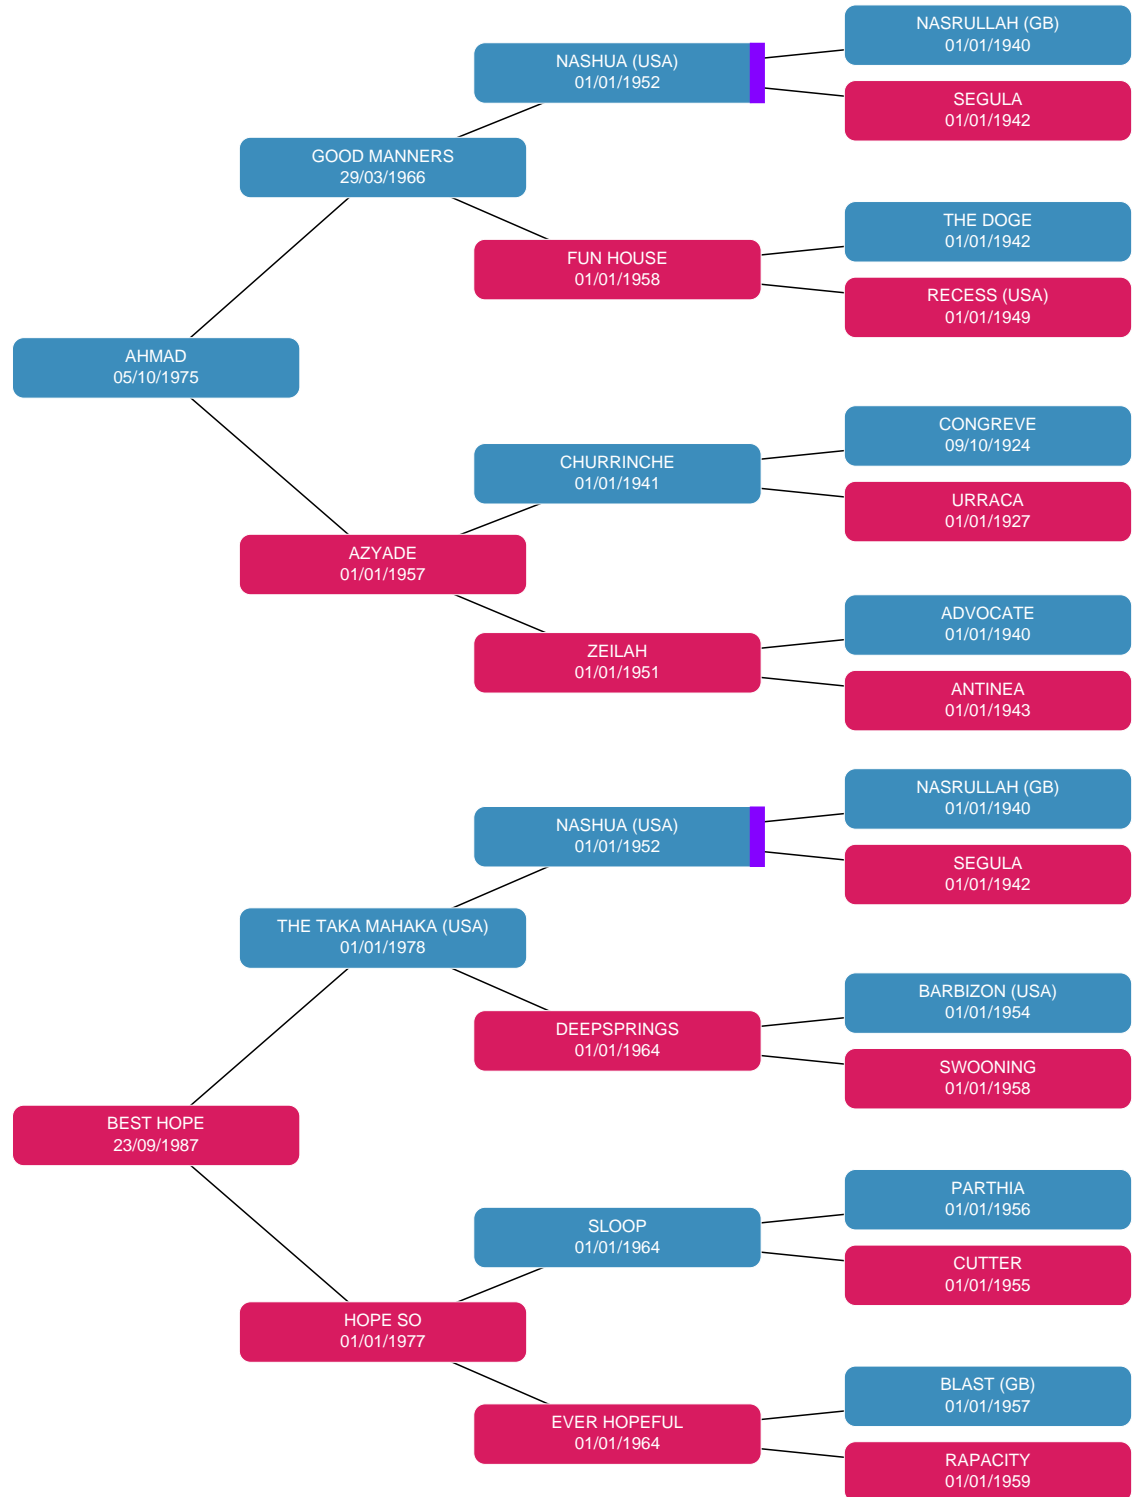 NASRULLAH (GB)
01/01/1940
NASHUA (USA)
01/01/1952
SEGULA
01/01/1942
GOOD MANNERS
29/03/1966
THE DOGE
01/01/1942
FUN HOUSE
01/01/1958
RECESS (USA)
01/01/1949
AHMAD
05/10/1975
CONGREVE
09/10/1924
CHURRINCHE
01/01/1941
URRACA
01/01/1927
AZYADE
01/01/1957
ADVOCATE
01/01/1940
ZEILAH
01/01/1951
ANTINEA
01/01/1943
NASRULLAH (GB)
01/01/1940
NASHUA (USA)
01/01/1952
SEGULA
01/01/1942
THE TAKA MAHAKA (USA)
01/01/1978
BARBIZON (USA)
01/01/1954
DEEPSPRINGS
01/01/1964
SWOONING
01/01/1958
BEST HOPE
23/09/1987
PARTHIA
01/01/1956
SLOOP
01/01/1964
CUTTER
01/01/1955
HOPE SO
01/01/1977
BLAST (GB)
01/01/1957
EVER HOPEFUL
01/01/1964
RAPACITY
01/01/1959